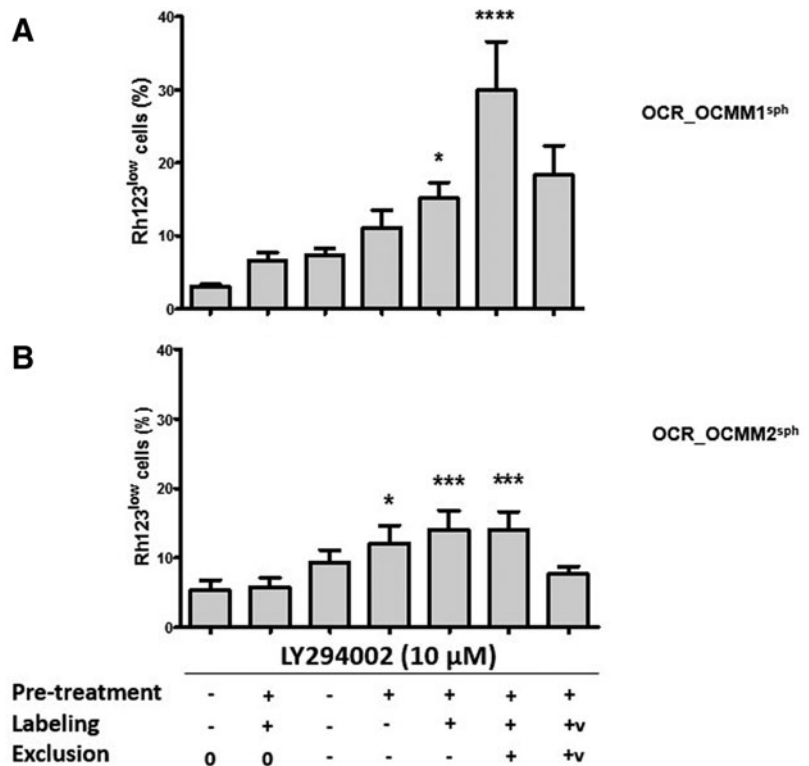 A
40
30
20
10
0
Rh123low cells (%)
*
****
OCR_OCMM1sph
B
40
30
20
10
0
Rh123low cells (%)
*
***
***
OCR_OCMM2sph
LY294002 (10 µM)
Pre-treatment - + - + + + +
Labeling - + - - + + +v
Exclusion 0 0 - - - + +v